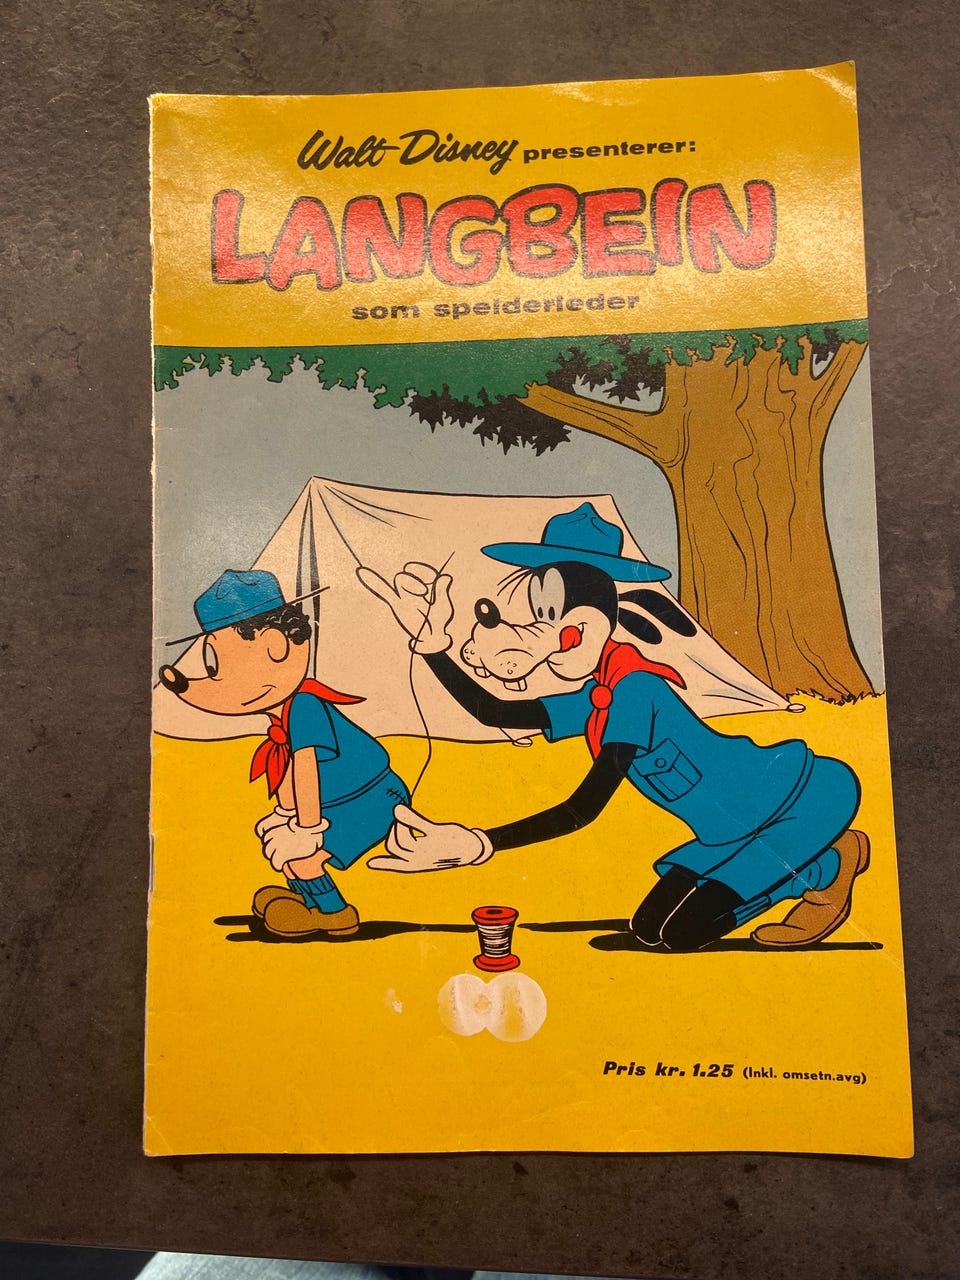 Walt Disney presenterer:
LANGBEIN
som speiderleder
Pris kr. 1.25 (Inkl. omsetn.avg)